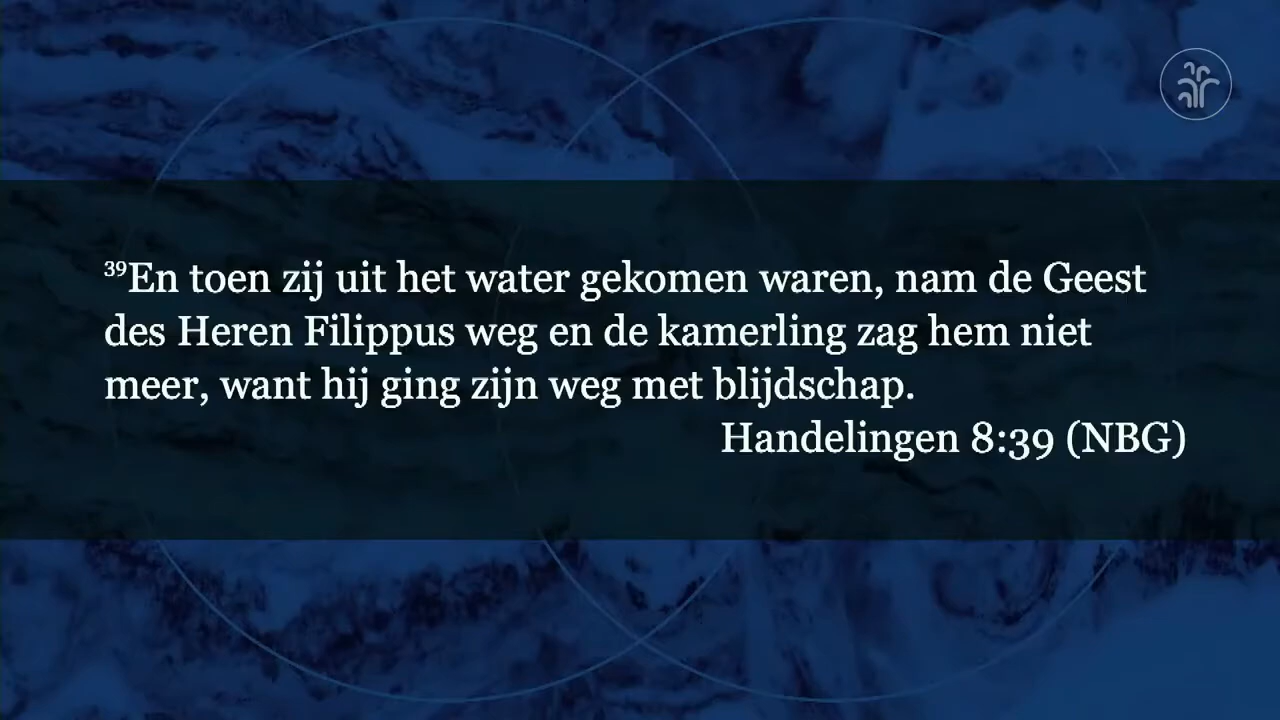 ³⁹En toen zij uit het water gekomen waren, nam de Geest
des Heren Filippus weg en de kamerling zag hem niet
meer, want hij ging zijn weg met blijdschap.
Handelingen 8:39 (NBG)